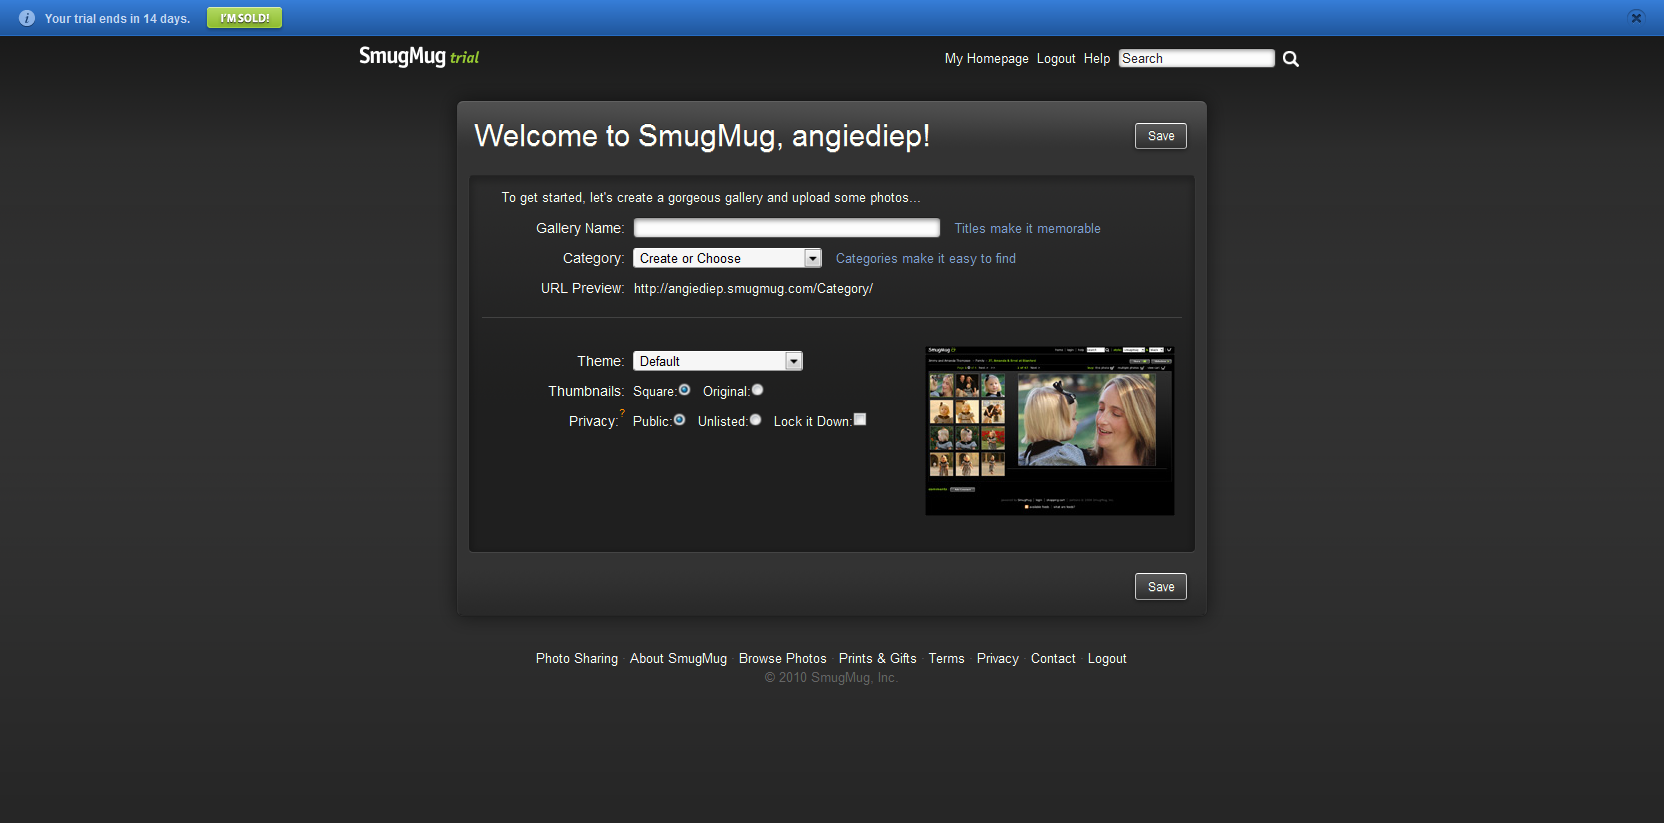 Your trial ends in 14 days. I'M SOLD!
SmugMug trial
My Homepage Logout Help Search
Welcome to SmugMug, angiediep!
Save
To get started, let's create a gorgeous gallery and upload some photos...
Gallery Name: Titles make it memorable
Category: Create or Choose Categories make it easy to find
URL Preview: http://angiediep.smugmug.com/Category/
Theme: Default
Thumbnails: Square: Original:
Privacy:? Public: Unlisted: Lock it Down:
SmugMug
Save
Photo Sharing · About SmugMug · Browse Photos · Prints & Gifts · Terms · Privacy · Contact · Logout
© 2010 SmugMug, Inc.